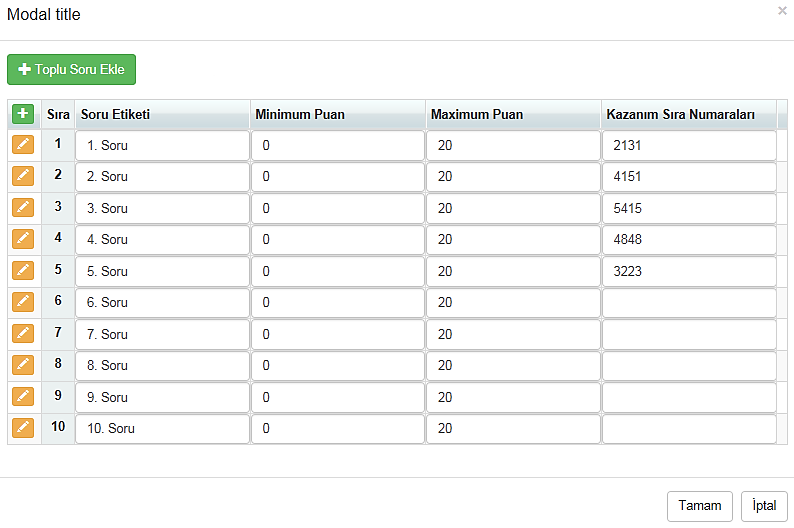 Modal title
×
Toplu Soru Ekle
Sıra Soru Etiketi Minimum Puan Maximum Puan Kazanım Sıra Numaraları
1 1. Soru 0 20 2131
2 2. Soru 0 20 4151
3 3. Soru 0 20 5415
4 4. Soru 0 20 4848
5 5. Soru 0 20 3223
6 6. Soru 0 20
7 7. Soru 0 20
8 8. Soru 0 20
9 9. Soru 0 20
10 10. Soru 0 20
Tamam İptal